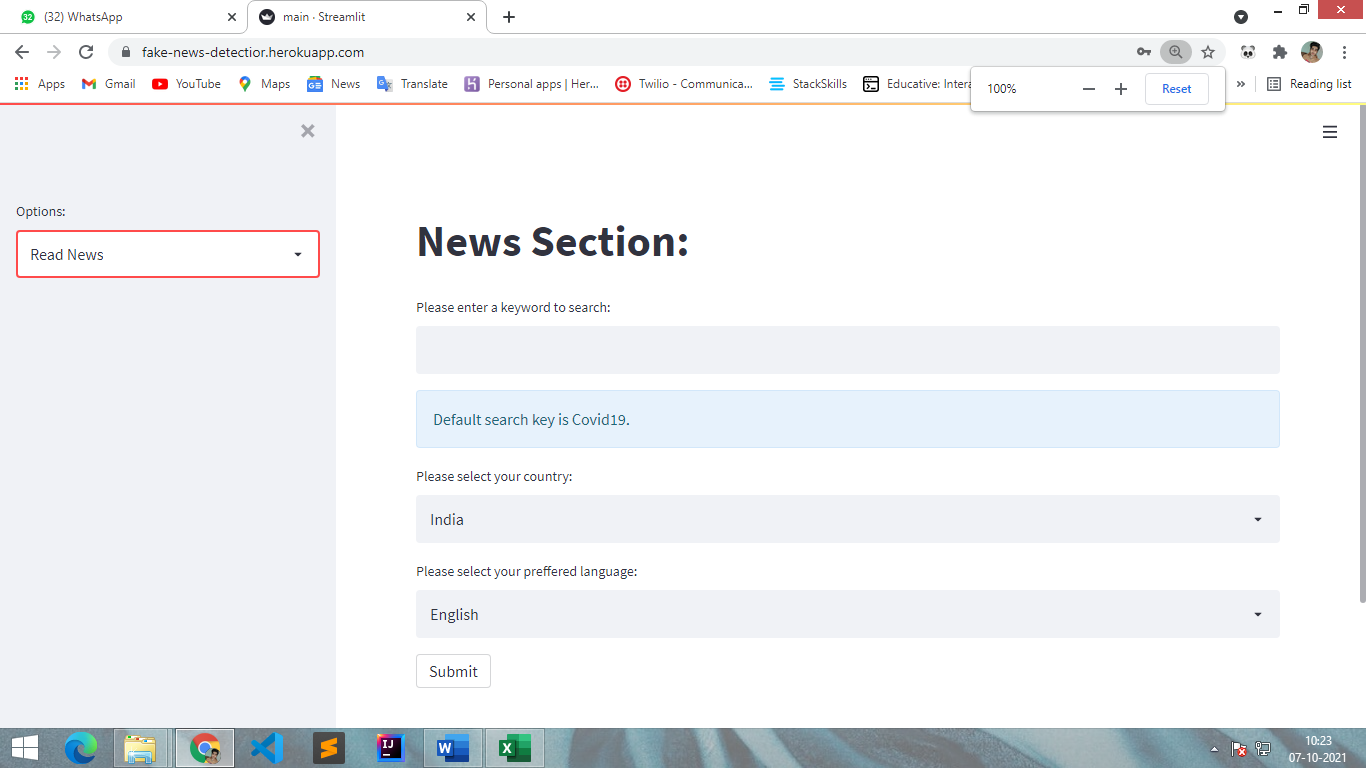 (32) WhatsApp
main · Streamlit
fake-news-detectior.herokuapp.com
Apps Gmail YouTube Maps News Translate Personal apps | Her... Twilio - Communica... StackSkills Educative: Intera » Reading list
100% Reset
Options:
Read News
News Section:
Please enter a keyword to search:
Default search key is Covid19.
Please select your country:
India
Please select your preffered language:
English
Submit
10:23
07-10-2021